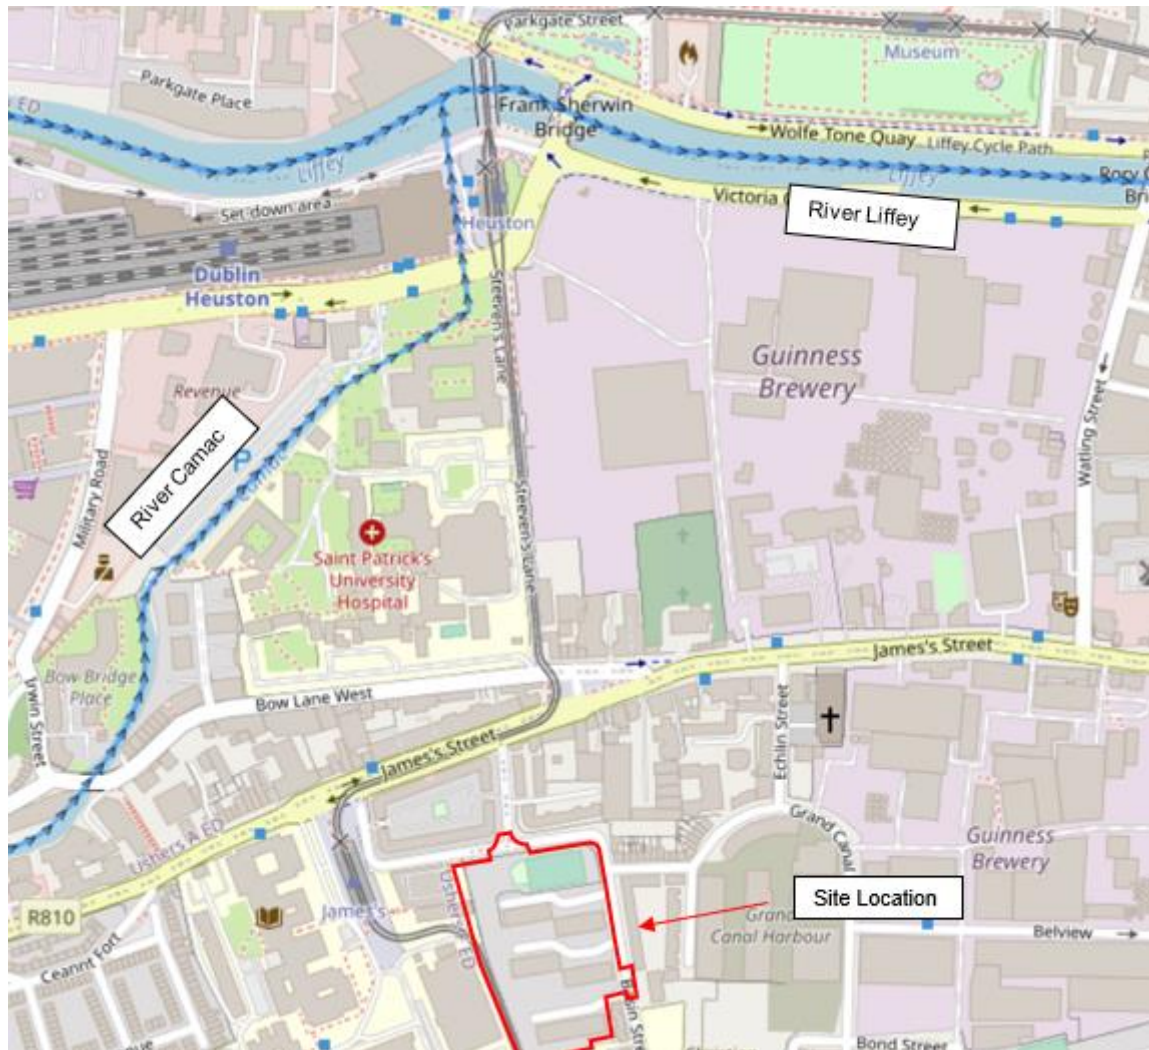 Parkgate Street
Museum
Parkgate Place
ED
Frank Sherwin
Bridge
Wolfe Tone Quay
Liffey Cycle Path
Liffey
Liffey
Rory
Set-down area
Victoria
River Liffey
Heuston
Dublin
Heuston
Steeven's Lane
Guinness
Brewery
Revenue
River Camac
Military Road
P
Watling Street
Steeven's Lane
Saint Patrick's
University
Hospital
James's Street
Bow Bridge
Place
Bow Lane West
Irwin Street
Echlin Street
James's Street
Grand Canal
Ushers A ED
Guinness
Brewery
Site Location
R810
James's
Canal Harbour
Belview
Ceannt Fort
Bond Street